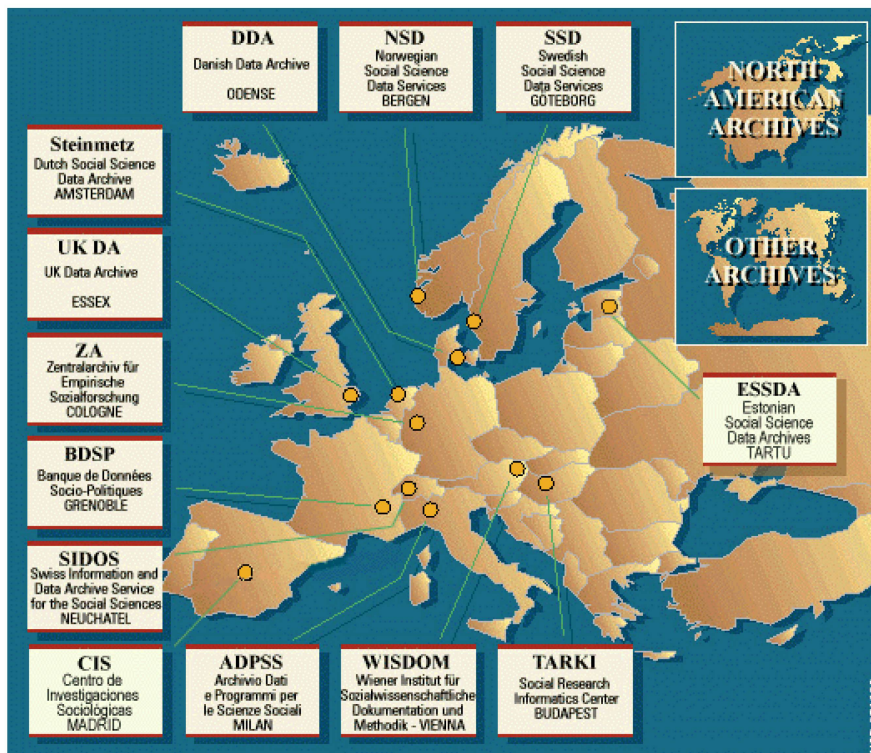 DDA
Danish Data Archive
ODENSE
NSD
Norwegian
Social Science
Data Services
BERGEN
SSD
Swedish
Social Science
Data Services
GÖTEBORG
NORTH
AMERICAN
ARCHIVES
Steinmetz
Dutch Social Science
Data Archive
AMSTERDAM
OTHER
ARCHIVES
UK DA
UK Data Archive
ESSEX
ZA
Zentralarchiv für
Empirische
Sozialforschung
COLOGNE
ESSDA
Estonian
Social Science
Data Archives
TARTU
BDSP
Banque de Données
Socio-Politiques
GRENOBLE
SIDOS
Swiss Information and
Data Archive Service
for the Social Sciences
NEUCHATEL
CIS
Centro de
Investigaciones
Sociológicas
MADRID
ADPSS
Archivio Dati
e Programmi per
le Scienze Sociali
MILAN
WISDOM
Wiener Institut für
Sozialwissenschaftliche
Dokumentation und
Methodik - VIENNA
TARKI
Social Research
Informatics Center
BUDAPEST